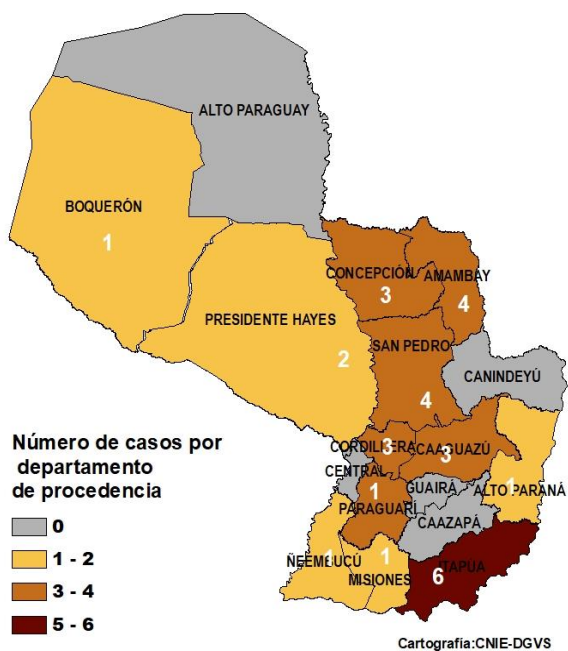 ALTO PARAGUAY
BOQUERÓN
1
CONCEPCIÓN
3
AMAMBAY
4
PRESIDENTE HAYES
2
SAN PEDRO
4
CANINDEYÚ
CORDILLERA
3
CAAGUAZÚ
3
CENTRAL
1
PARAGUARÍ
GUAIRÁ
ALTO PARANÁ
1
CAAZAPÁ
ÑEEMBUCÚ
1
1
MISIONES
ITAPÚA
6
Número de casos por
departamento
de procedencia
0
1 - 2
3 - 4
5 - 6
Cartografía:CNIE-DGVS